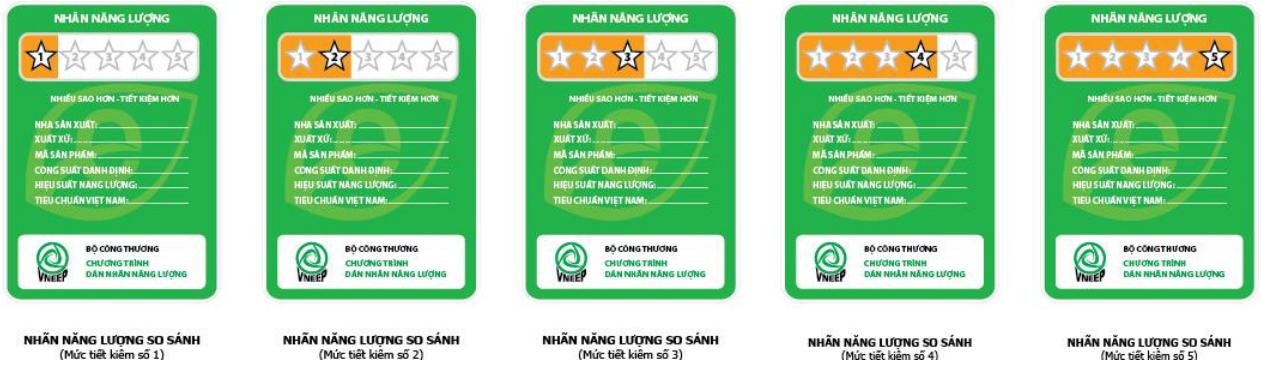 NHÃN NĂNG LƯỢNG
1 2 3 4 5
NHIỀU SAO HƠN - TIẾT KIỆM HƠN
NHÀ SẢN XUẤT:
XUẤT XỨ:
MÃ SẢN PHẨM:
CÔNG SUẤT DANH ĐỊNH:
HIỆU SUẤT NĂNG LƯỢNG:
TIÊU CHUẨN VIỆT NAM:
VNEEP
BỘ CÔNG THƯƠNG
CHƯƠNG TRÌNH
DÁN NHÃN NĂNG LƯỢNG
NHÃN NĂNG LƯỢNG SO SÁNH
(Mức tiết kiệm số 1)
NHÃN NĂNG LƯỢNG
1 2 3 4 5
NHIỀU SAO HƠN - TIẾT KIỆM HƠN
NHÀ SẢN XUẤT:
XUẤT XỨ:
MÃ SẢN PHẨM:
CÔNG SUẤT DANH ĐỊNH:
HIỆU SUẤT NĂNG LƯỢNG:
TIÊU CHUẨN VIỆT NAM:
VNEEP
BỘ CÔNG THƯƠNG
CHƯƠNG TRÌNH
DÁN NHÃN NĂNG LƯỢNG
NHÃN NĂNG LƯỢNG SO SÁNH
(Mức tiết kiệm số 2)
NHÃN NĂNG LƯỢNG
1 2 3 4 5
NHIỀU SAO HƠN - TIẾT KIỆM HƠN
NHÀ SẢN XUẤT:
XUẤT XỨ:
MÃ SẢN PHẨM:
CÔNG SUẤT DANH ĐỊNH:
HIỆU SUẤT NĂNG LƯỢNG:
TIÊU CHUẨN VIỆT NAM:
VNEEP
BỘ CÔNG THƯƠNG
CHƯƠNG TRÌNH
DÁN NHÃN NĂNG LƯỢNG
NHÃN NĂNG LƯỢNG SO SÁNH
(Mức tiết kiệm số 3)
NHÃN NĂNG LƯỢNG
1 2 3 4 5
NHIỀU SAO HƠN - TIẾT KIỆM HƠN
NHÀ SẢN XUẤT:
XUẤT XỨ:
MÃ SẢN PHẨM:
CÔNG SUẤT DANH ĐỊNH:
HIỆU SUẤT NĂNG LƯỢNG:
TIÊU CHUẨN VIỆT NAM:
VNEEP
BỘ CÔNG THƯƠNG
CHƯƠNG TRÌNH
DÁN NHÃN NĂNG LƯỢNG
NHÃN NĂNG LƯỢNG SO SÁNH
(Mức tiết kiệm số 4)
NHÃN NĂNG LƯỢNG
1 2 3 4 5
NHIỀU SAO HƠN - TIẾT KIỆM HƠN
NHÀ SẢN XUẤT:
XUẤT XỨ:
MÃ SẢN PHẨM:
CÔNG SUẤT DANH ĐỊNH:
HIỆU SUẤT NĂNG LƯỢNG:
TIÊU CHUẨN VIỆT NAM:
VNEEP
BỘ CÔNG THƯƠNG
CHƯƠNG TRÌNH
DÁN NHÃN NĂNG LƯỢNG
NHÃN NĂNG LƯỢNG SO SÁNH
(Mức tiết kiệm số 5)